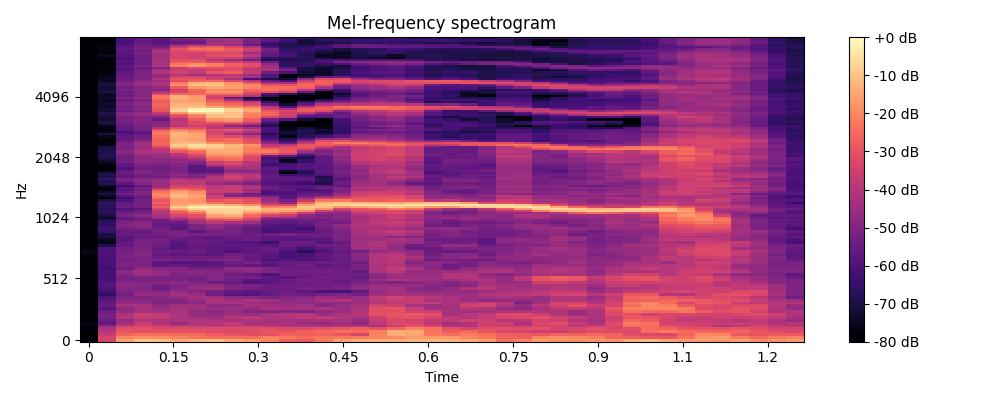 Mel-frequency spectrogram
Hz
4096
2048
1024
512
0
0 0.15 0.3 0.45 0.6 0.75 0.9 1.1 1.2
Time
+0 dB
-10 dB
-20 dB
-30 dB
-40 dB
-50 dB
-60 dB
-70 dB
-80 dB